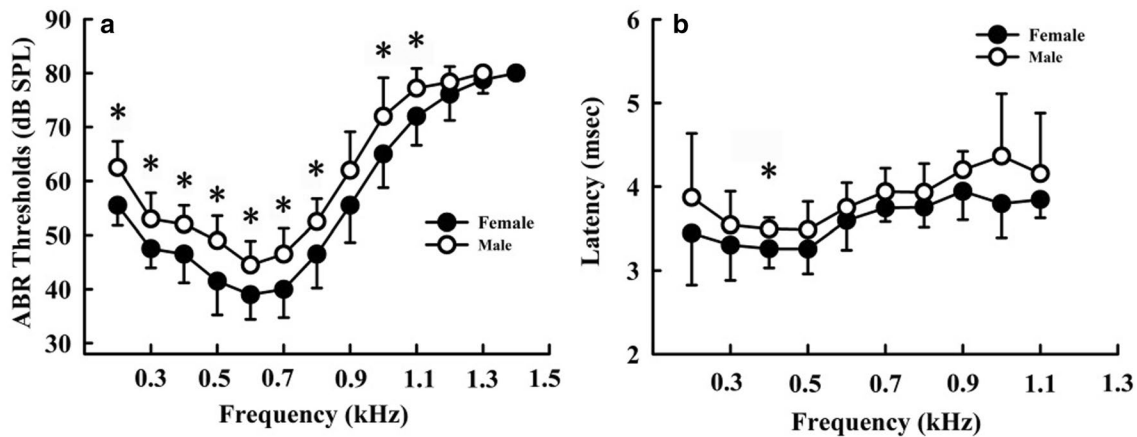 a
90
80
70
60
50
40
30
ABR Thresholds (dB SPL)
* * * * * * * * *
Female
Male
0.3 0.5 0.7 0.9 1.1 1.3 1.5
Frequency (kHz)
b
6
5
4
3
2
Latency (msec)
*
Female
Male
0.3 0.5 0.7 0.9 1.1 1.3
Frequency (kHz)